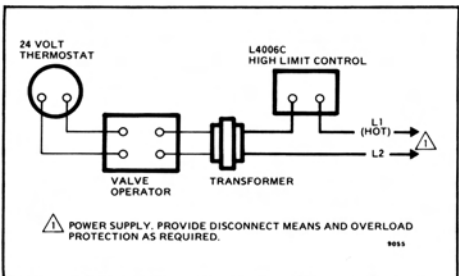 24 VOLT
THERMOSTAT
L4006C
HIGH LIMIT CONTROL
L1
(HOT)
1
L2
VALVE
OPERATOR
TRANSFORMER
1 POWER SUPPLY. PROVIDE DISCONNECT MEANS AND OVERLOAD
PROTECTION AS REQUIRED.
9055